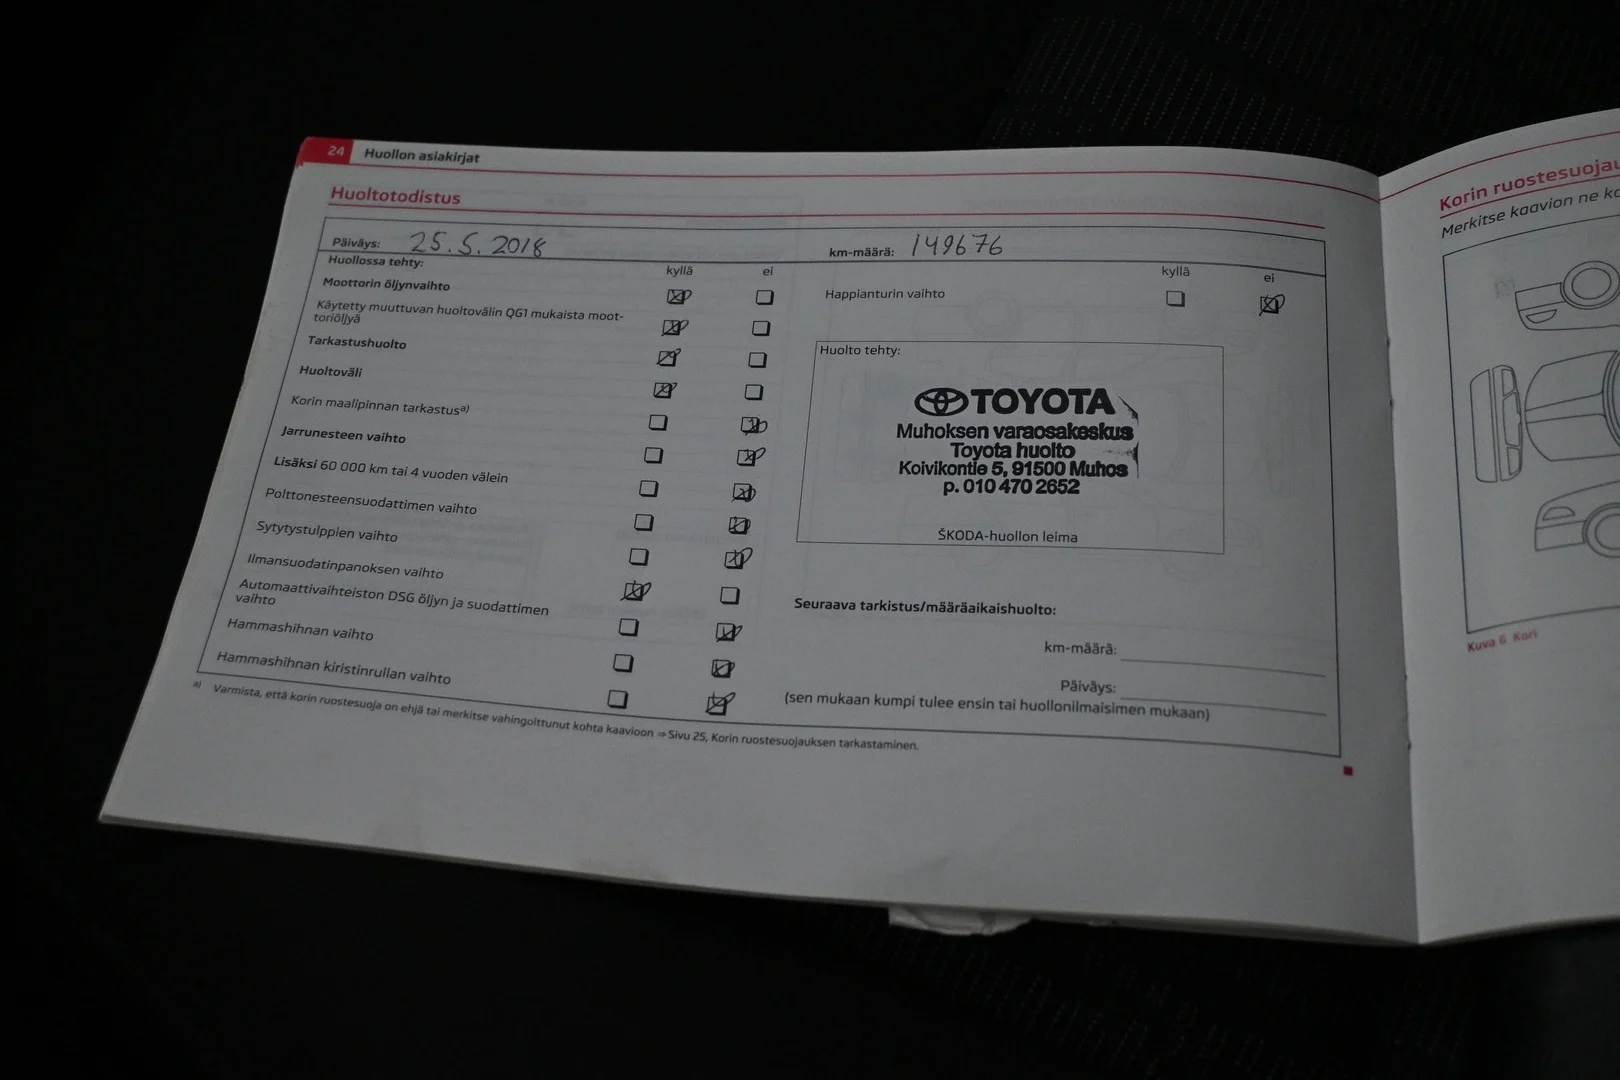 24 Huollon asiakirjat
Huoltotodistus
Päiväys: 25.5.2018
km-määrä: 149676
Huollossa tehty:
kyllä ei
Moottorin öljynvaihto
Käytetty muuttuvan huoltovälin QG1 mukaista moot-
toriöljyä
Tarkastushuolto
Huoltoväli
Korin maalipinnan tarkastus a)
Jarrunesteen vaihto
Lisäksi 60 000 km tai 4 vuoden välein
Polttonesteensuodattimen vaihto
Sytytystulppien vaihto
Ilmansuodatinpanoksen vaihto
Automaattivaihteiston DSG öljyn ja suodattimen
vaihto
Hammashihnan vaihto
Hammashihnan kiristinrullan vaihto
kyllä ei
Happianturin vaihto
Huolto tehty:
TOYOTA
Muhoksen varaosakeskus
Toyota huolto
Koivikontie 5, 91500 Muhos
p. 010 470 2652
ŠKODA-huollon leima
Seuraava tarkistus/määräaikaishuolto:
km-määrä:
Päiväys:
(sen mukaan kumpi tulee ensin tai huollonilmaisimen mukaan)
a) Varmista, että korin ruostesuoja on ehjä tai merkitse vahingoittunut kohta kaavioon ⇒ Sivu 25, Korin ruostesuojauksen tarkastaminen.
Korin
Merkitse kaavion ne
Kuva 6 Kori